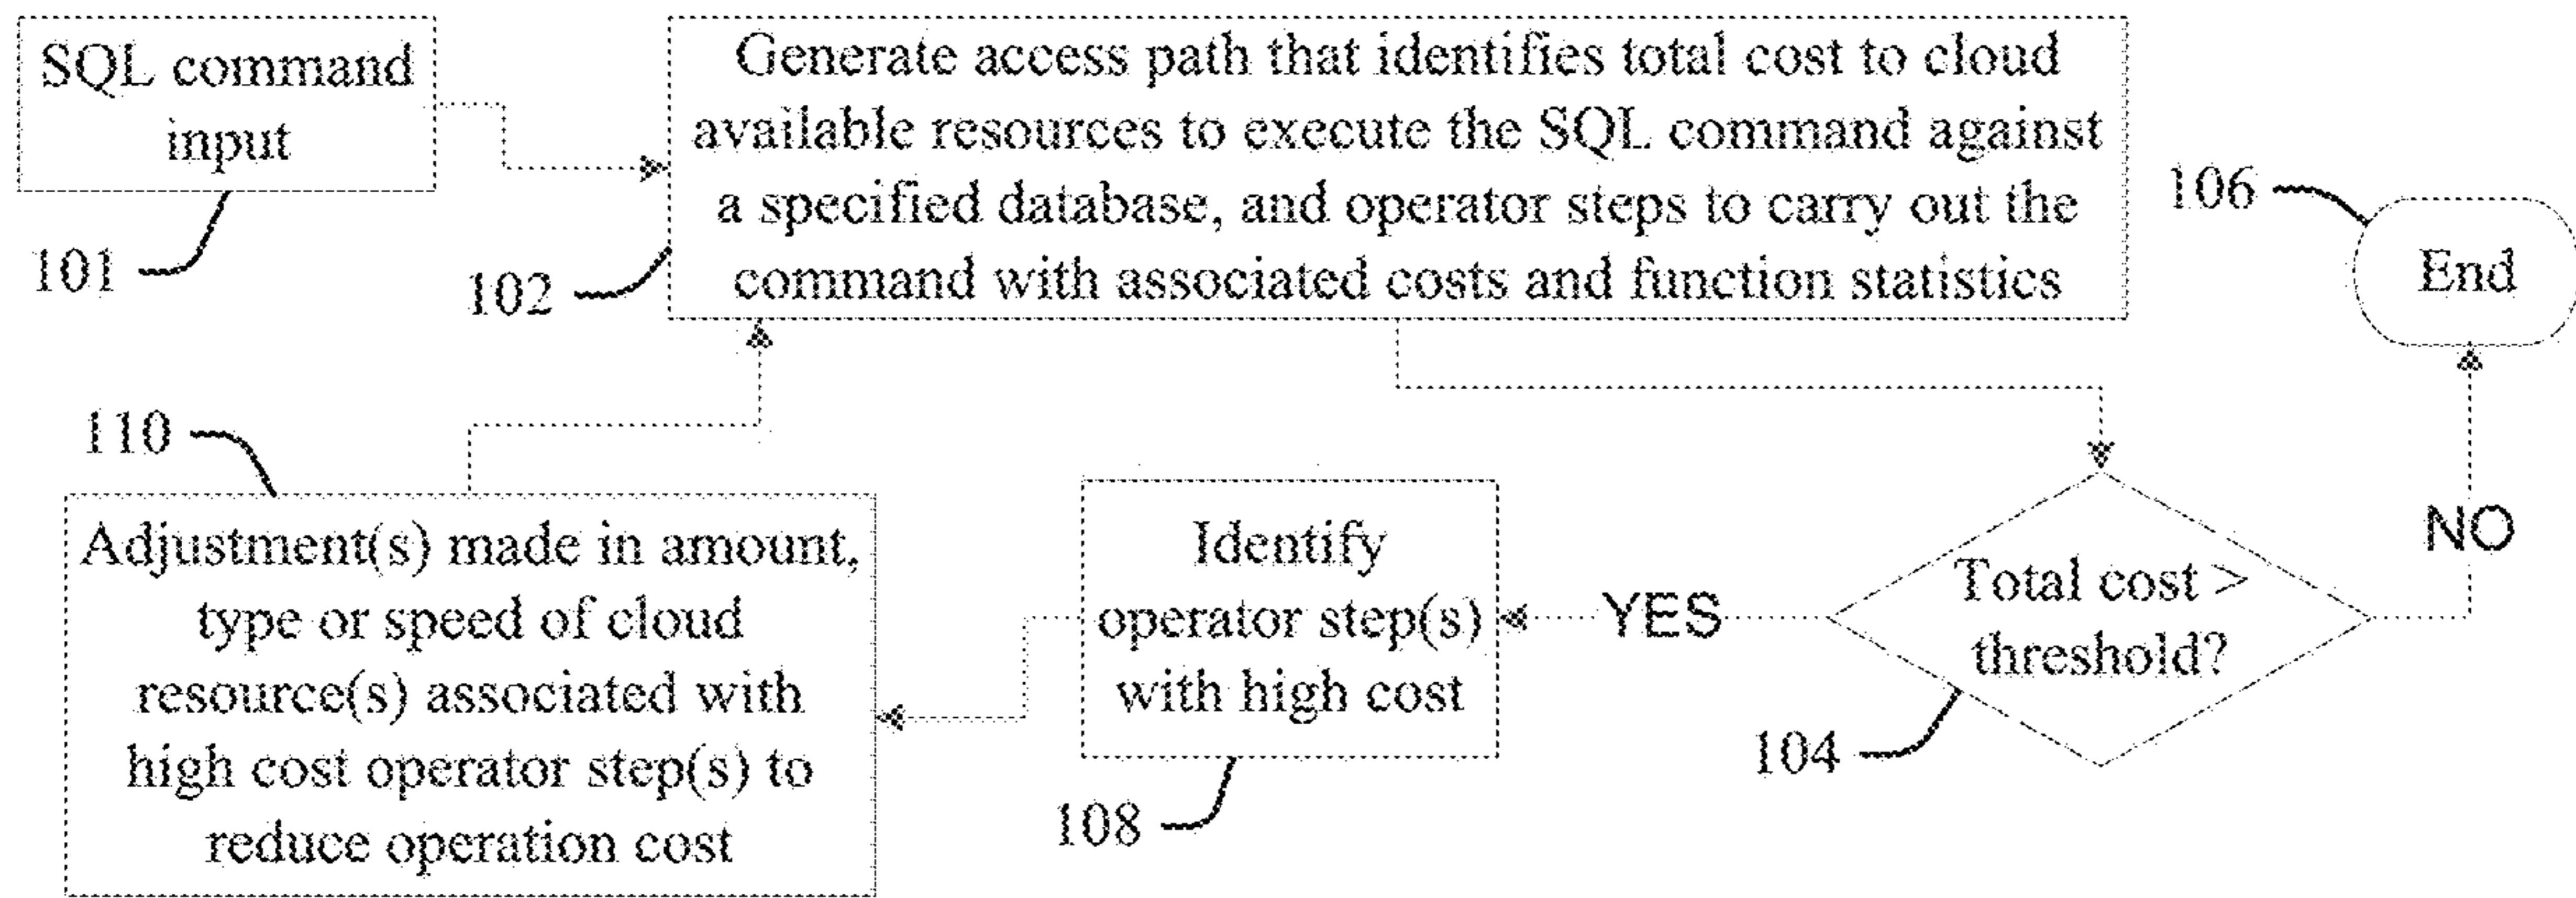 SQL command
input
101
Generate access path that identifies total cost to cloud
available resources to execute the SQL command against
a specified database, and operator steps to carry out the
command with associated costs and function statistics
102
106
End
110
Adjustment(s) made in amount,
type or speed of cloud
resource(s) associated with
high cost operator step(s) to
reduce operation cost
Identify
operator step(s)
with high cost
108
YES
Total cost >
threshold?
104
NO